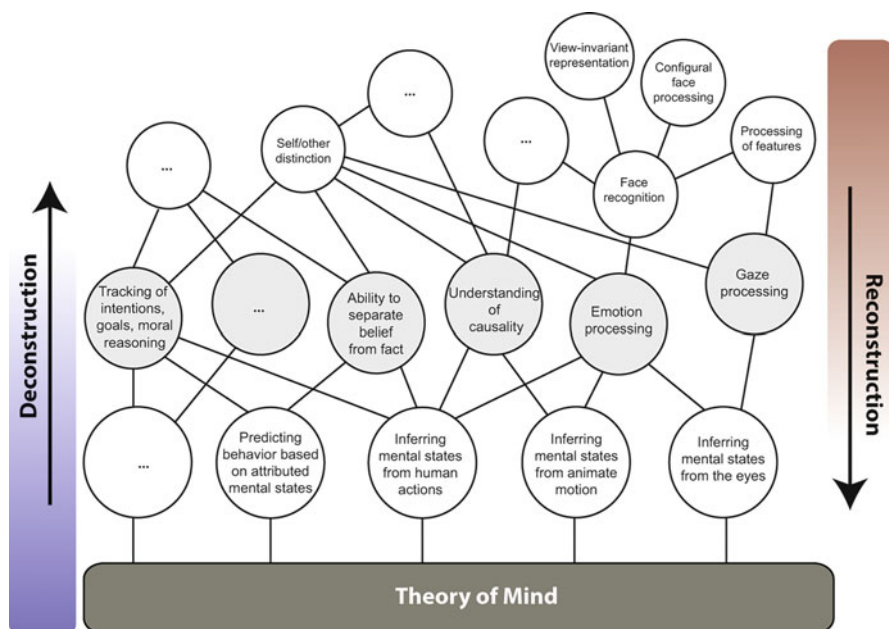 View-invariant
representation
Configural
face
processing
...
Processing
of features
...
Self/other
distinction
...
Face
recognition
Deconstruction
Reconstruction
Tracking of
intentions,
goals, moral
reasoning
...
Ability to
separate
belief
from fact
Understanding
of
causality
Emotion
processing
Gaze
processing
...
Predicting
behavior based
on attributed
mental states
Inferring
mental states
from human
actions
Inferring
mental states
from animate
motion
Inferring
mental states
from the eyes
Theory of Mind